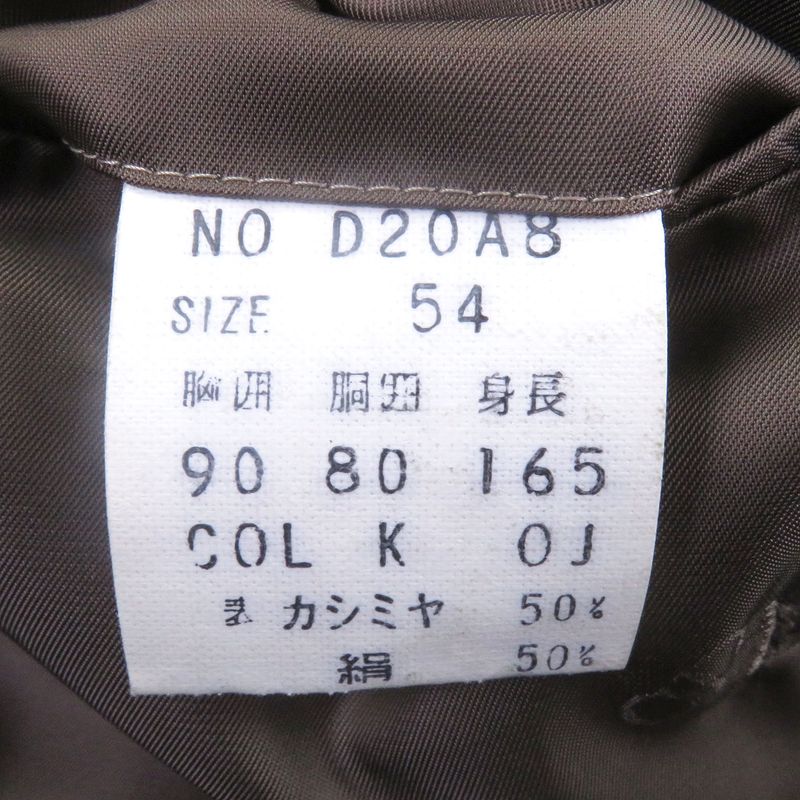 NO D20A8
SIZE 54
胸囲 胴囲 身長
90 80 165
COL K OJ
カシミヤ 50%
絹 50%